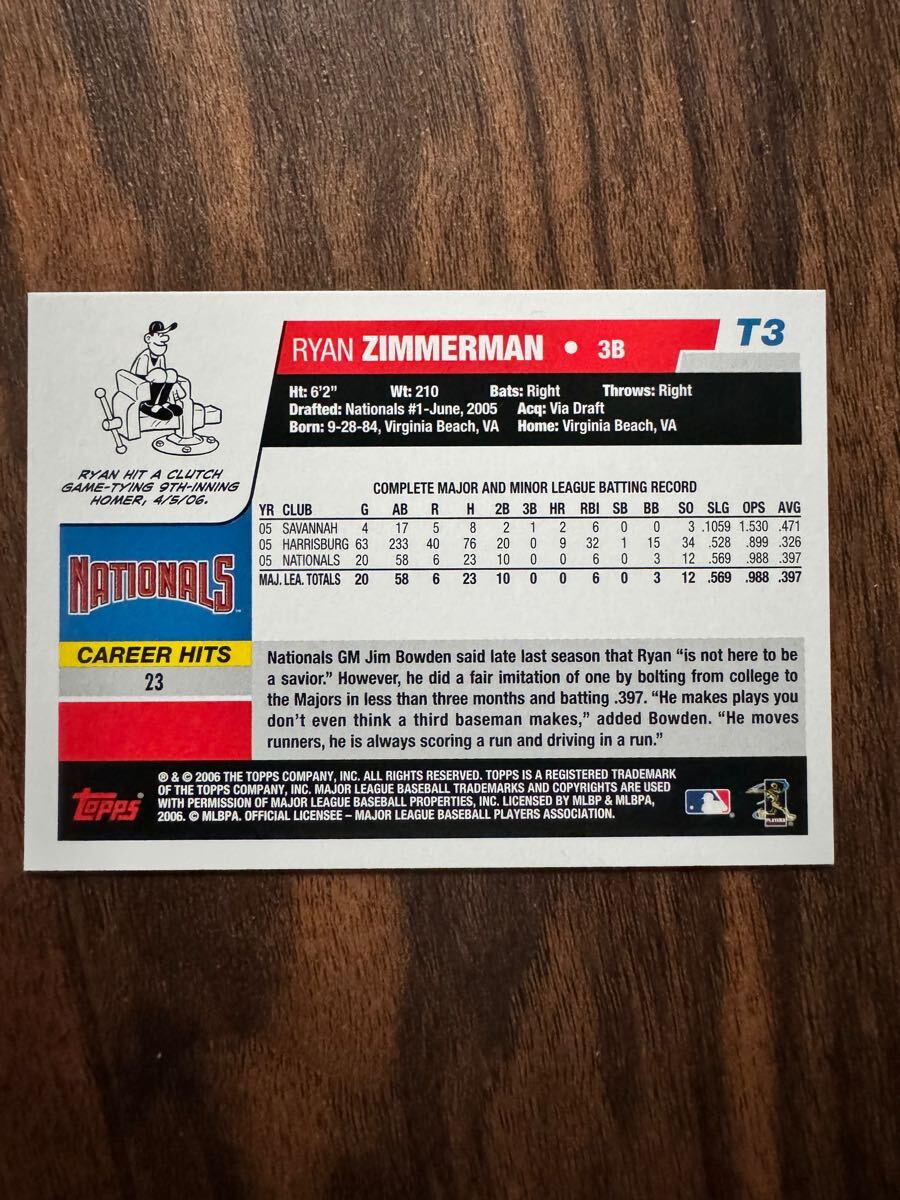 RYAN ZIMMERMAN • 3B
T3
Ht: 6'2" Wt: 210 Bats: Right Throws: Right
Drafted: Nationals #1-June, 2005 Acq: Via Draft
Born: 9-28-84, Virginia Beach, VA Home: Virginia Beach, VA
RYAN HIT A CLUTCH
GAME-TYING 9TH-INNING
HOMER, 4/5/06.
COMPLETE MAJOR AND MINOR LEAGUE BATTING RECORD
YR CLUB G AB R H 2B 3B HR RBI SB BB SO SLG OPS AVG
05 SAVANNAH 4 17 5 8 2 1 2 6 0 0 3 .1059 1.530 .471
05 HARRISBURG 63 233 40 76 20 0 9 32 1 15 34 .528 .899 .326
05 NATIONALS 20 58 6 23 10 0 0 6 0 3 12 .569 .988 .397
MAJ. LEA. TOTALS 20 58 6 23 10 0 0 6 0 3 12 .569 .988 .397
NATIONALS
CAREER HITS
23
Nationals GM Jim Bowden said late last season that Ryan “is not here to be
a savior.” However, he did a fair imitation of one by bolting from college to
the Majors in less than three months and batting .397. “He makes plays you
don’t even think a third baseman makes,” added Bowden. “He moves
runners, he is always scoring a run and driving in a run.”
Topps®
® & © 2006 THE TOPPS COMPANY, INC. ALL RIGHTS RESERVED. TOPPS IS A REGISTERED TRADEMARK
OF THE TOPPS COMPANY, INC. MAJOR LEAGUE BASEBALL TRADEMARKS AND COPYRIGHTS ARE USED
WITH PERMISSION OF MAJOR LEAGUE BASEBALL PROPERTIES, INC. LICENSED BY MLBP & MLBPA,
2006. © MLBPA. OFFICIAL LICENSEE – MAJOR LEAGUE BASEBALL PLAYERS ASSOCIATION.
PLAYERS